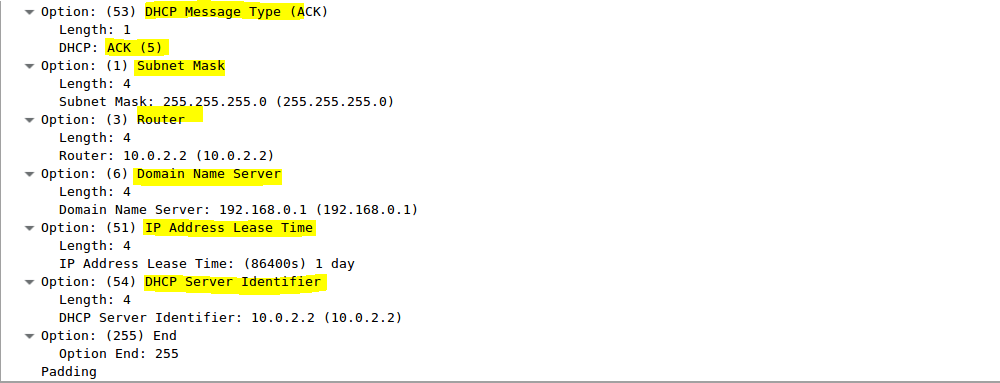 Option: (53) DHCP Message Type (ACK)
Length: 1
DHCP: ACK (5)
Option: (1) Subnet Mask
Length: 4
Subnet Mask: 255.255.255.0 (255.255.255.0)
Option: (3) Router
Length: 4
Router: 10.0.2.2 (10.0.2.2)
Option: (6) Domain Name Server
Length: 4
Domain Name Server: 192.168.0.1 (192.168.0.1)
Option: (51) IP Address Lease Time
Length: 4
IP Address Lease Time: (86400s) 1 day
Option: (54) DHCP Server Identifier
Length: 4
DHCP Server Identifier: 10.0.2.2 (10.0.2.2)
Option: (255) End
Option End: 255
Padding